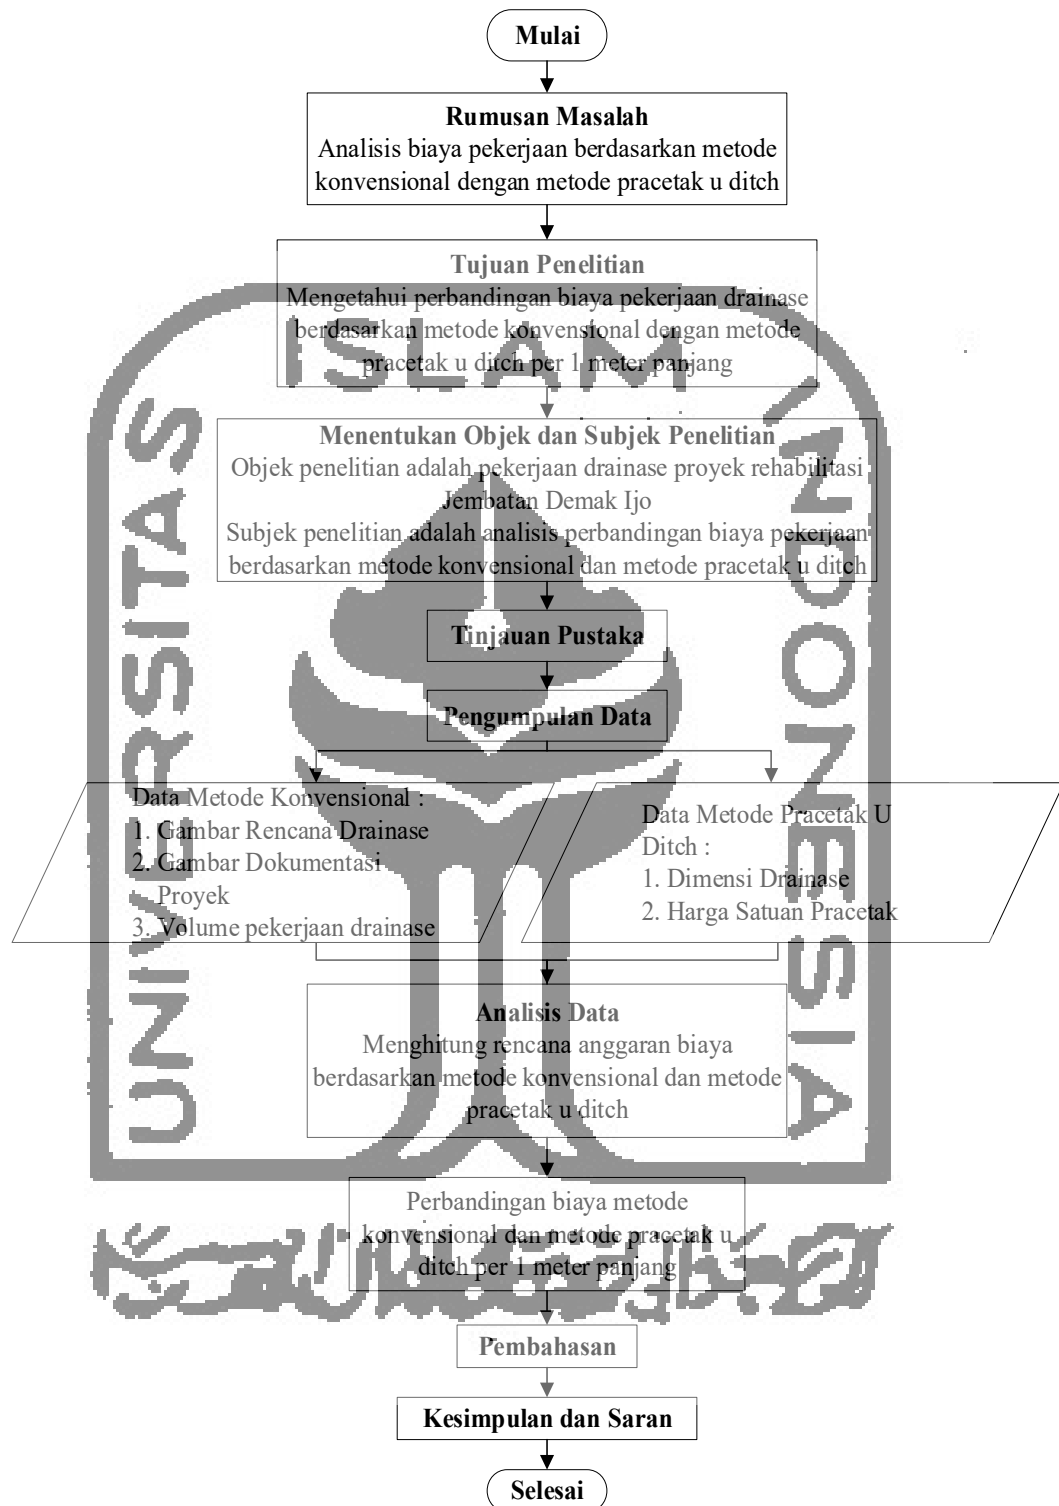 Mulai
Rumusan Masalah
Analisis biaya pekerjaan berdasarkan metode
konvensional dengan metode pracetak u ditch
Tujuan Penelitian
Mengetahui perbandingan biaya pekerjaan drainase
berdasarkan metode konvensional dengan metode
pracetak u ditch per 1 meter panjang
ISLAM
UNIVERSITAS
INDONESIA
Menentukan Objek dan Subjek Penelitian
Objek penelitian adalah pekerjaan drainase proyek rehabilitasi
Jembatan Demak Ijo
Subjek penelitian adalah analisis perbandingan biaya pekerjaan
berdasarkan metode konvensional dan metode pracetak u ditch
Tinjauan Pustaka
Pengumpulan Data
Data Metode Konvensional :
1. Gambar Rencana Drainase
2. Gambar Dokumentasi
Proyek
3. Volume pekerjaan drainase
Data Metode Pracetak U
Ditch :
1. Dimensi Drainase
2. Harga Satuan Pracetak
Analisis Data
Menghitung rencana anggaran biaya
berdasarkan metode konvensional dan metode
pracetak u ditch
Perbandingan biaya metode
konvensional dan metode pracetak u
ditch per 1 meter panjang
Pembahasan
Kesimpulan dan Saran
Selesai